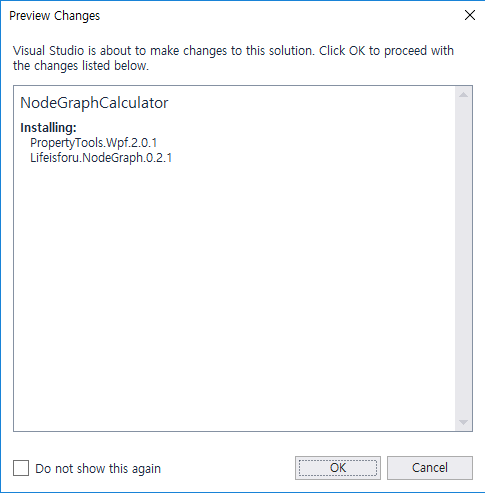 Preview Changes
Visual Studio is about to make changes to this solution. Click OK to proceed with
the changes listed below.
NodeGraphCalculator
Installing:
PropertyTools.Wpf.2.0.1
Lifeisforu.NodeGraph.0.2.1
Do not show this again
OK
Cancel